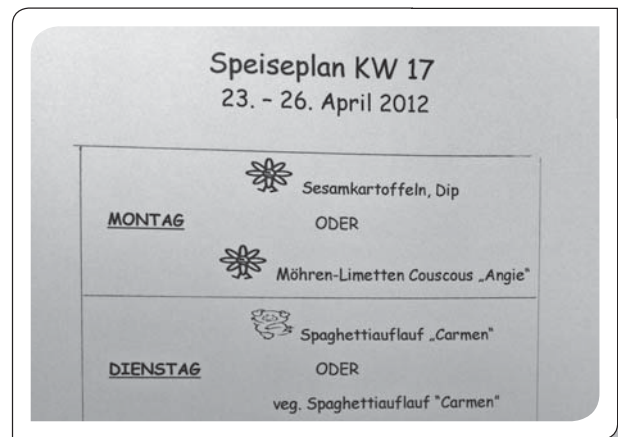 Speiseplan KW 17
23. - 26. April 2012
Sesamkartoffeln, Dip
MONTAG ODER
Möhren-Limetten Couscous „Angie"
Spaghettiauflauf „Carmen"
DIENSTAG ODER
veg. Spaghettiauflauf "Carmen"